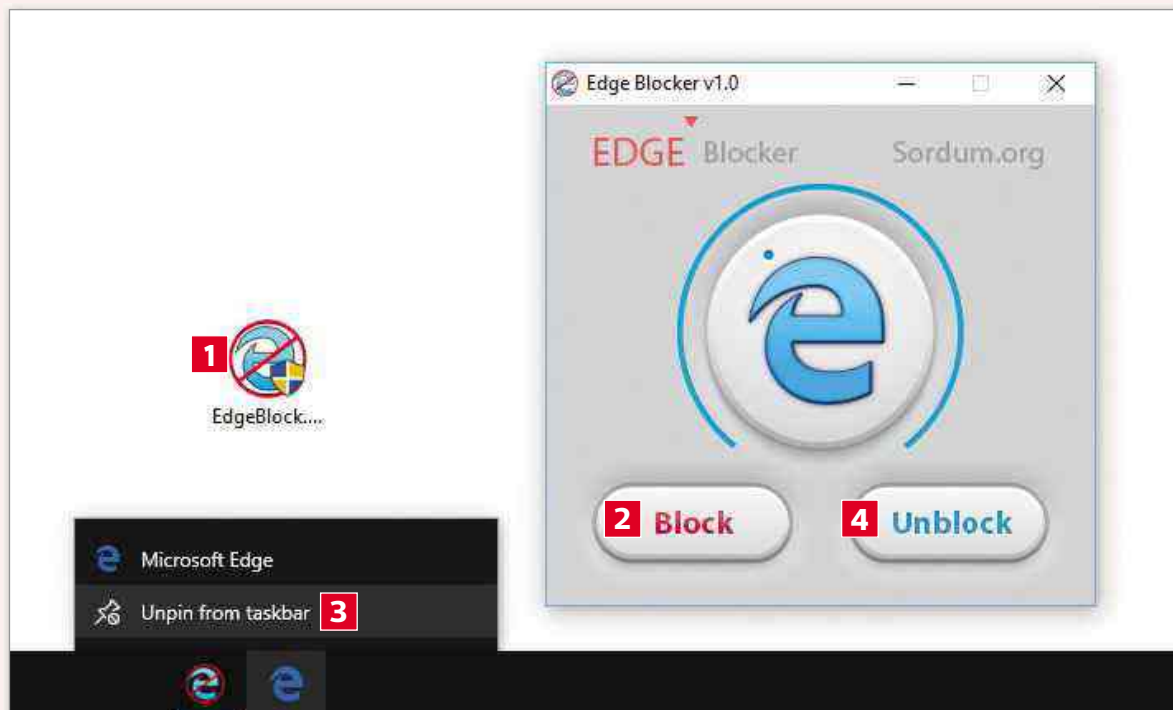 Edge Blocker v1.0
EDGE Blocker Sordum.org
1
EdgeBlock....
2 Block
4 Unblock
Microsoft Edge
Unpin from taskbar 3